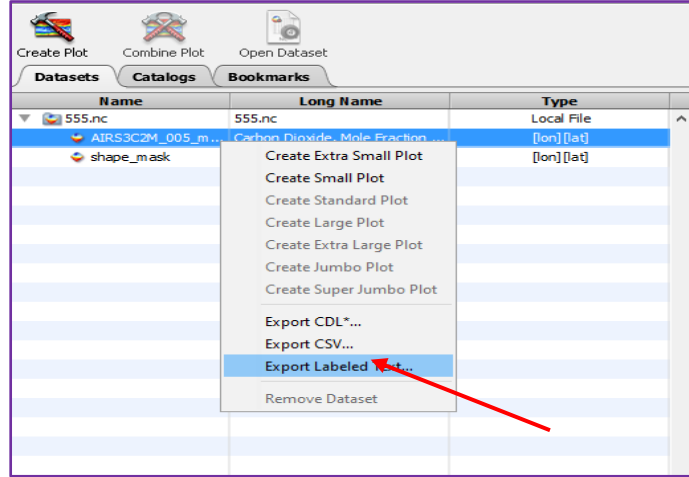 Create Plot Combine Plot Open Dataset
Datasets Catalogs Bookmarks
Name Long Name Type
555.nc 555.nc Local File
AIRS3C2M_005_m... Carbon Dioxide, Mole Fraction ... [lon][lat]
shape_mask [lon][lat]
Create Extra Small Plot
Create Small Plot
Create Standard Plot
Create Large Plot
Create Extra Large Plot
Create Jumbo Plot
Create Super Jumbo Plot
Export CDL*...
Export CSV...
Export Labeled Text...
Remove Dataset